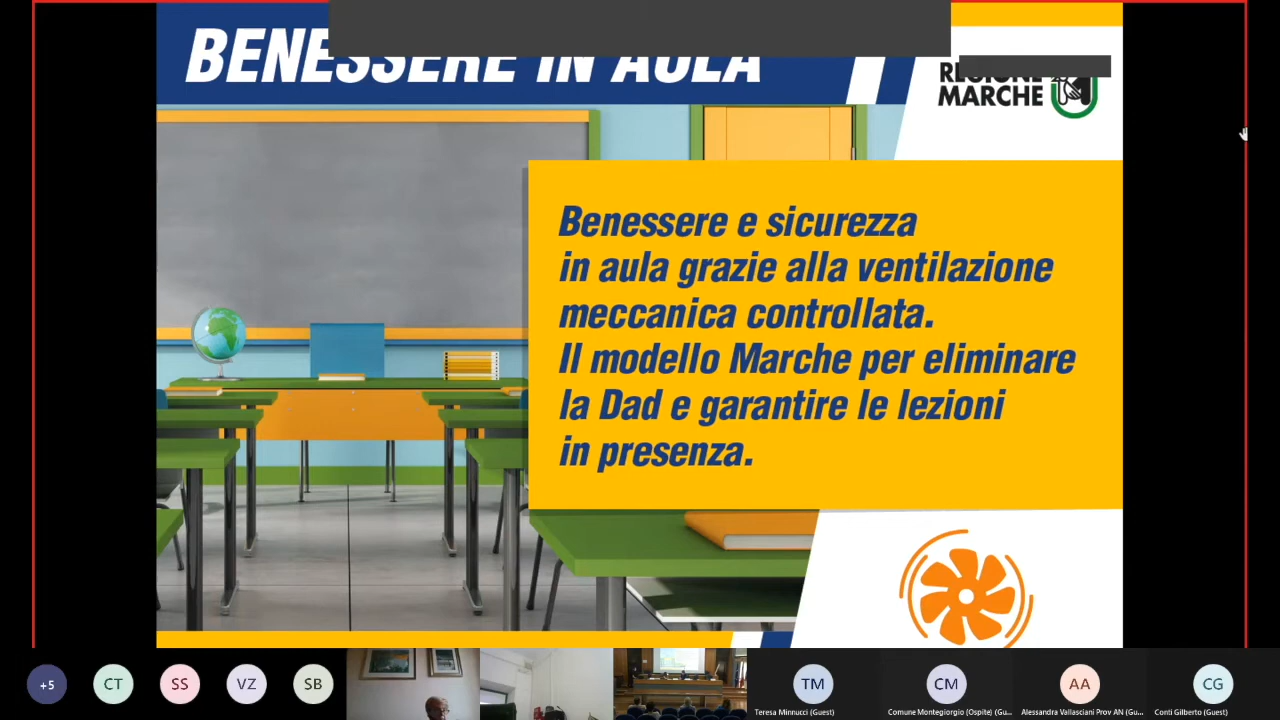 BENESSERE IN AULA
REGIONE
MARCHE
Benessere e sicurezza
in aula grazie alla ventilazione
meccanica controllata.
Il modello Marche per eliminare
la Dad e garantire le lezioni
in presenza.
+5
CT
SS
VZ
SB
TM
CM
AA
CG
Teresa Minnucci (Guest)
Comune Montegiorgio (Ospite) (Gu...
Alessandra Vallasciani Prov AN (Gu...
Conti Gilberto (Guest)